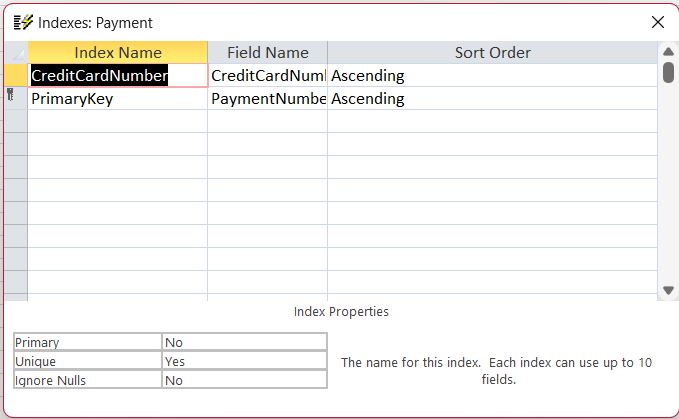 Indexes: Payment
Index Name Field Name Sort Order
CreditCardNumber CreditCardNuml Ascending
PrimaryKey PaymentNumbe Ascending
Index Properties
Primary No
Unique Yes
Ignore Nulls No
The name for this index. Each index can use up to 10
fields.